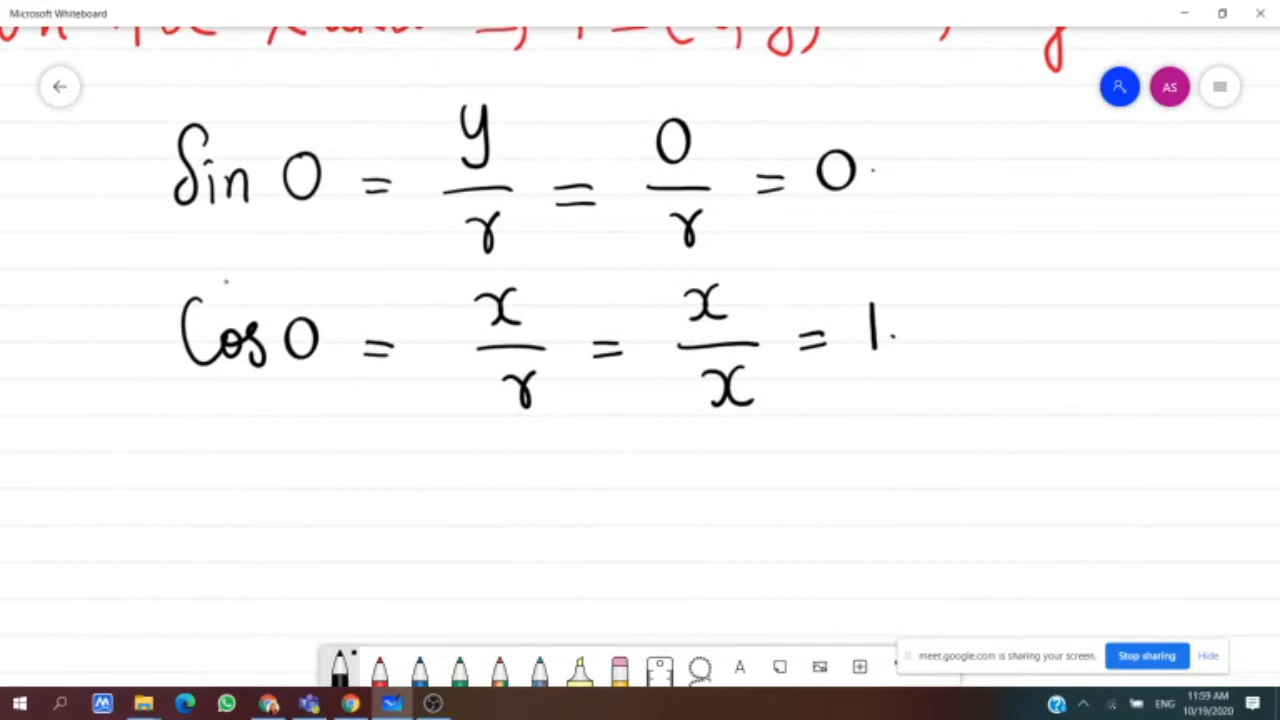 Microsoft Whiteboard
AS
Sin 0 = y/r = 0/r = 0.
Cos 0 = x/r = x/x = 1.
A
meet.google.com is sharing your screen.
Stop sharing
Hide
ENG
11:59 AM
10/19/2020